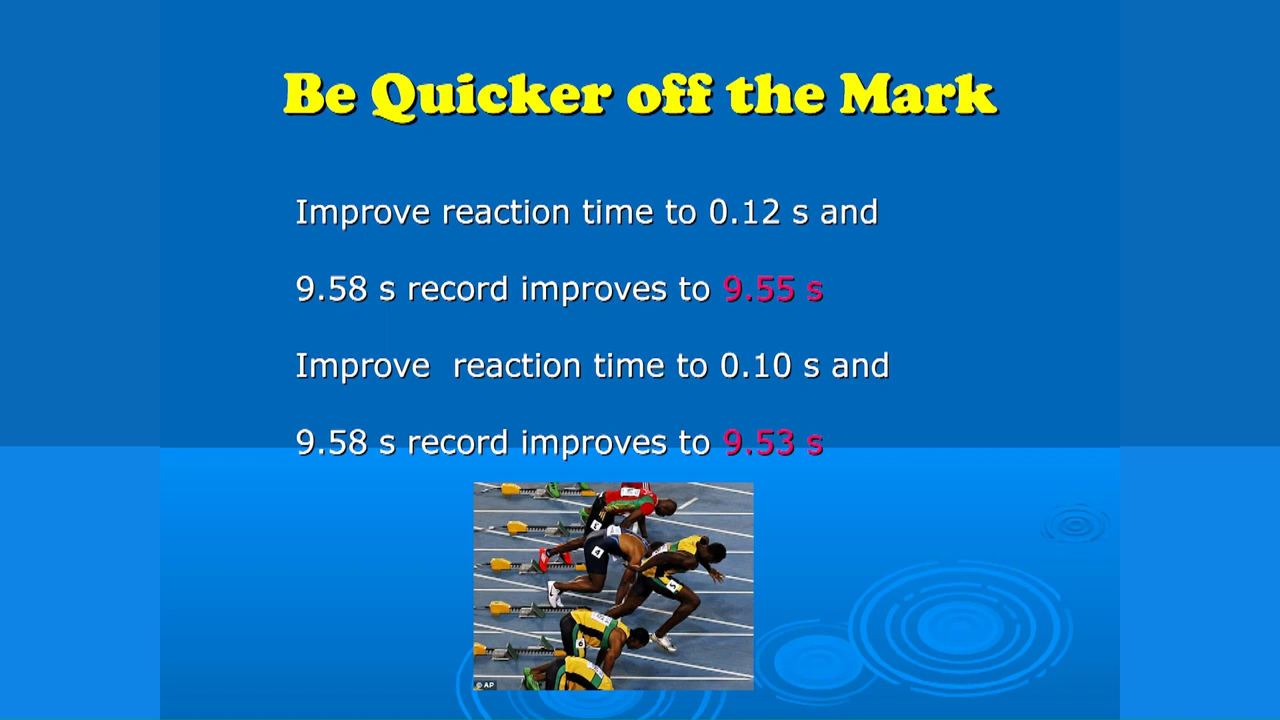 Be Quicker off the Mark
Improve reaction time to 0.12 s and
9.58 s record improves to 9.55 s
Improve  reaction time to 0.10 s and
9.58 s record improves to 9.53 s
© AP